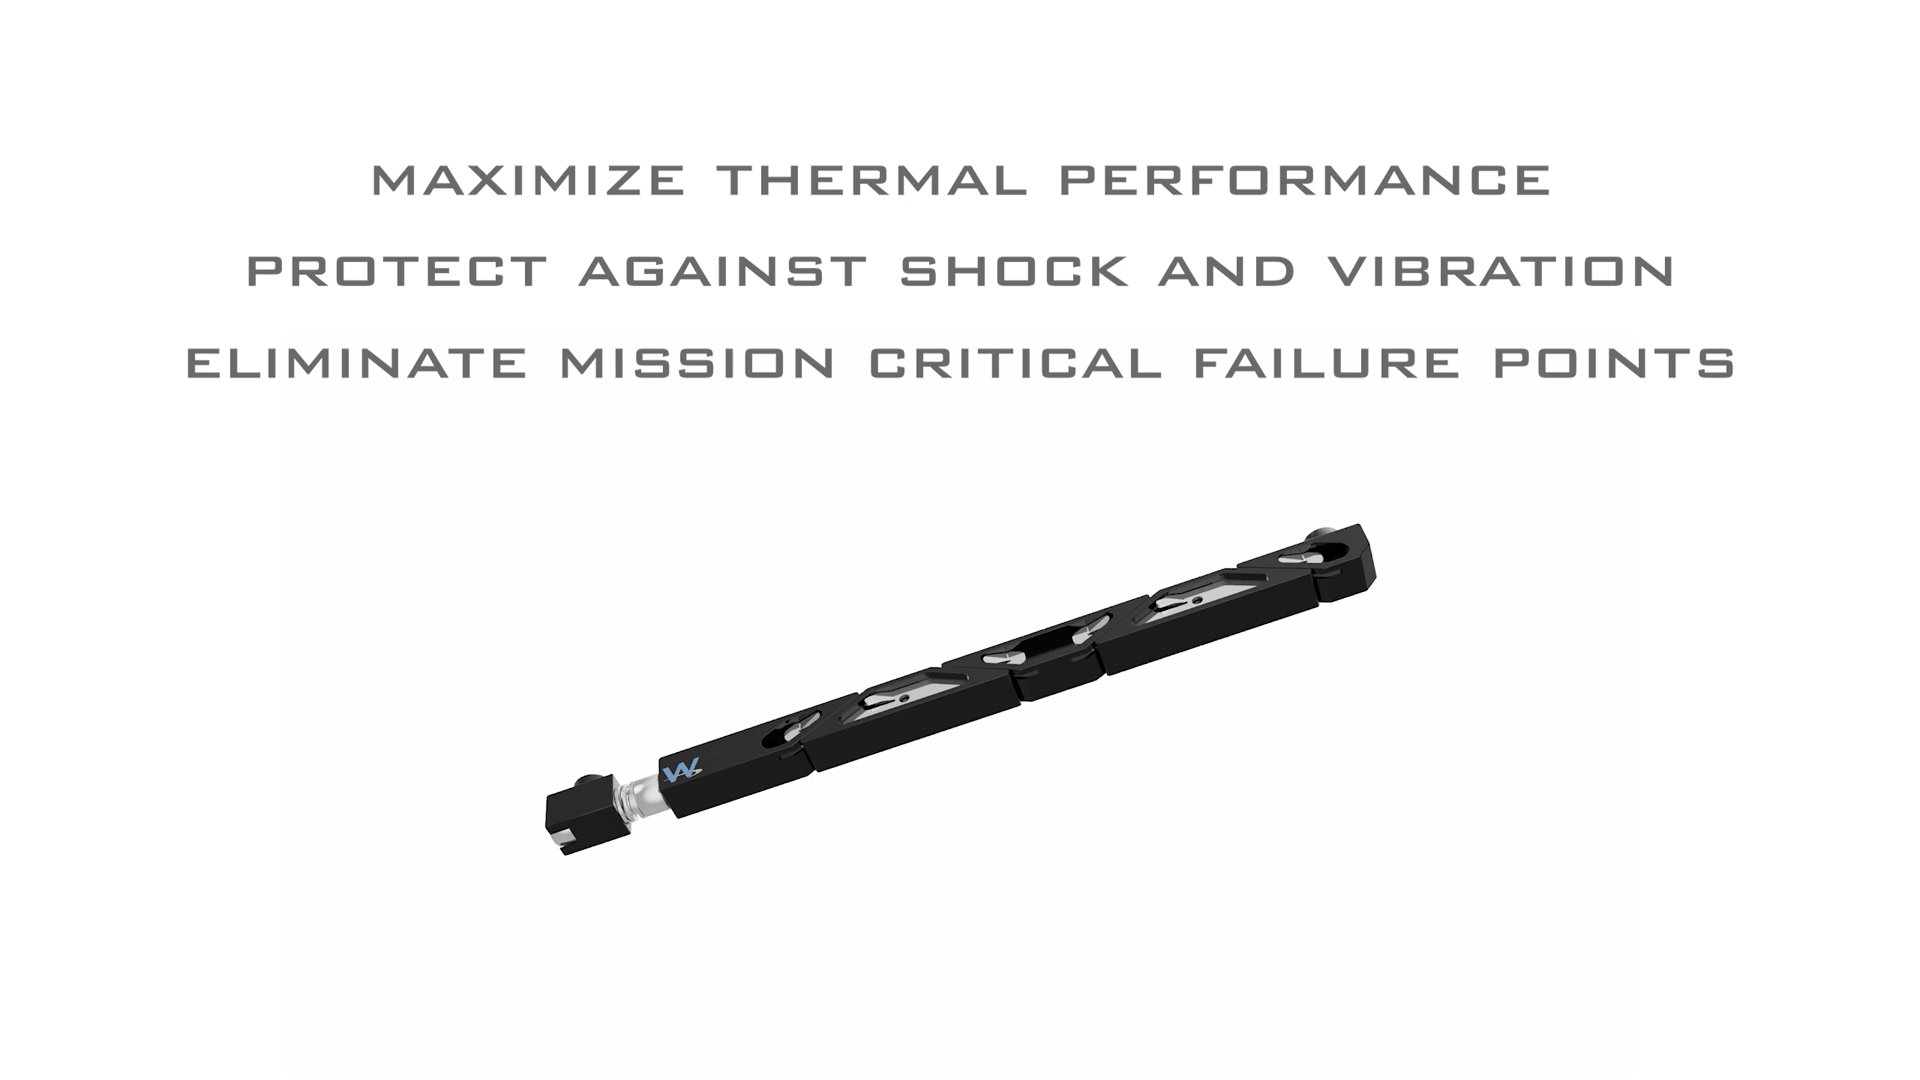 MAXIMIZE THERMAL PERFORMANCE
PROTECT AGAINST SHOCK AND VIBRATION
ELIMINATE MISSION CRITICAL FAILURE POINTS
W